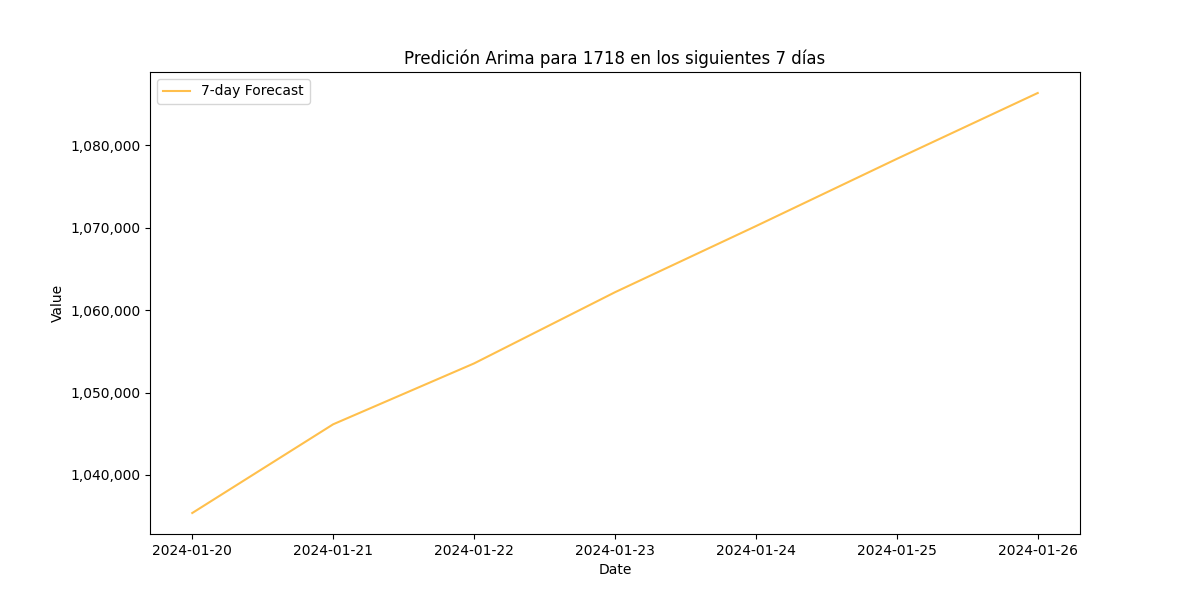 Predición Arima para 1718 en los siguientes 7 días
7-day Forecast
1,080,000
1,070,000
1,060,000
1,050,000
1,040,000
Value
2024-01-20 2024-01-21 2024-01-22 2024-01-23 2024-01-24 2024-01-25 2024-01-26
Date